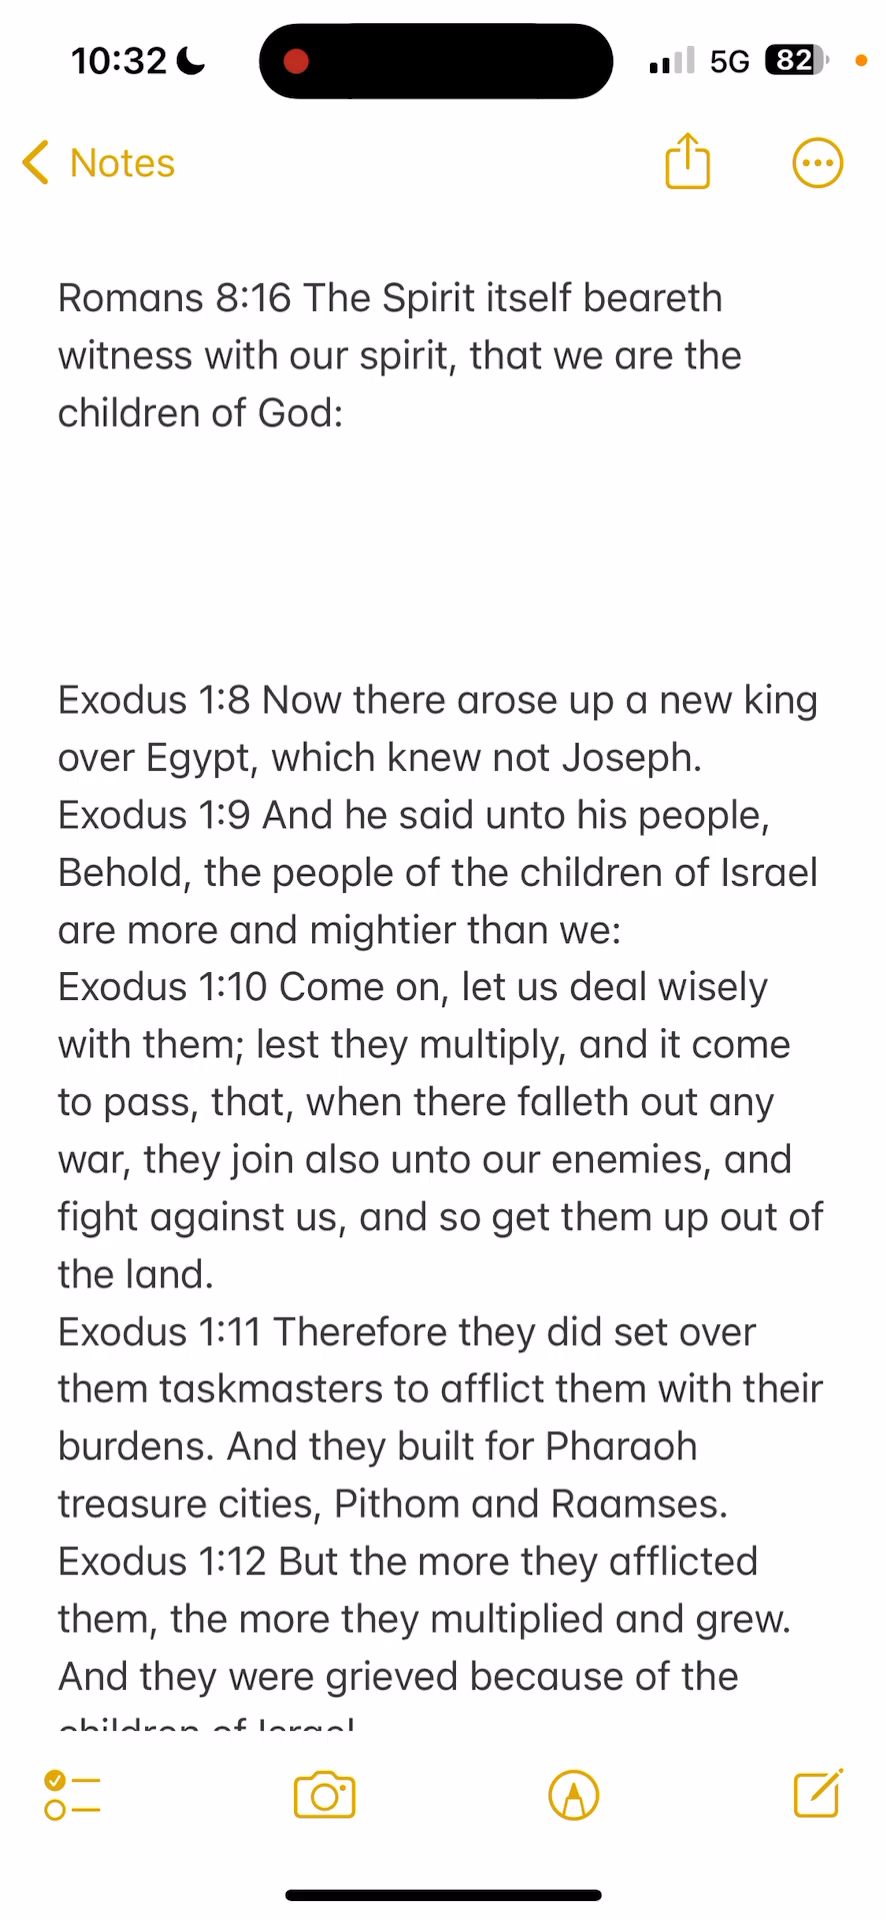 10:32
5G
82
Notes
Romans 8:16 The Spirit itself beareth
witness with our spirit, that we are the
children of God:
Exodus 1:8 Now there arose up a new king
over Egypt, which knew not Joseph.
Exodus 1:9 And he said unto his people,
Behold, the people of the children of Israel
are more and mightier than we:
Exodus 1:10 Come on, let us deal wisely
with them; lest they multiply, and it come
to pass, that, when there falleth out any
war, they join also unto our enemies, and
fight against us, and so get them up out of
the land.
Exodus 1:11 Therefore they did set over
them taskmasters to afflict them with their
burdens. And they built for Pharaoh
treasure cities, Pithom and Raamses.
Exodus 1:12 But the more they afflicted
them, the more they multiplied and grew.
And they were grieved because of the
children of Israel